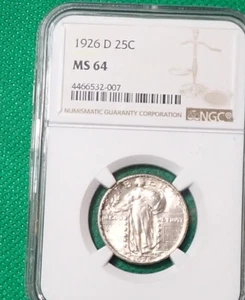 1926 D 25C
MS 64
4466532-007
NUMISMATIC GUARANTY CORPORATION
NGC